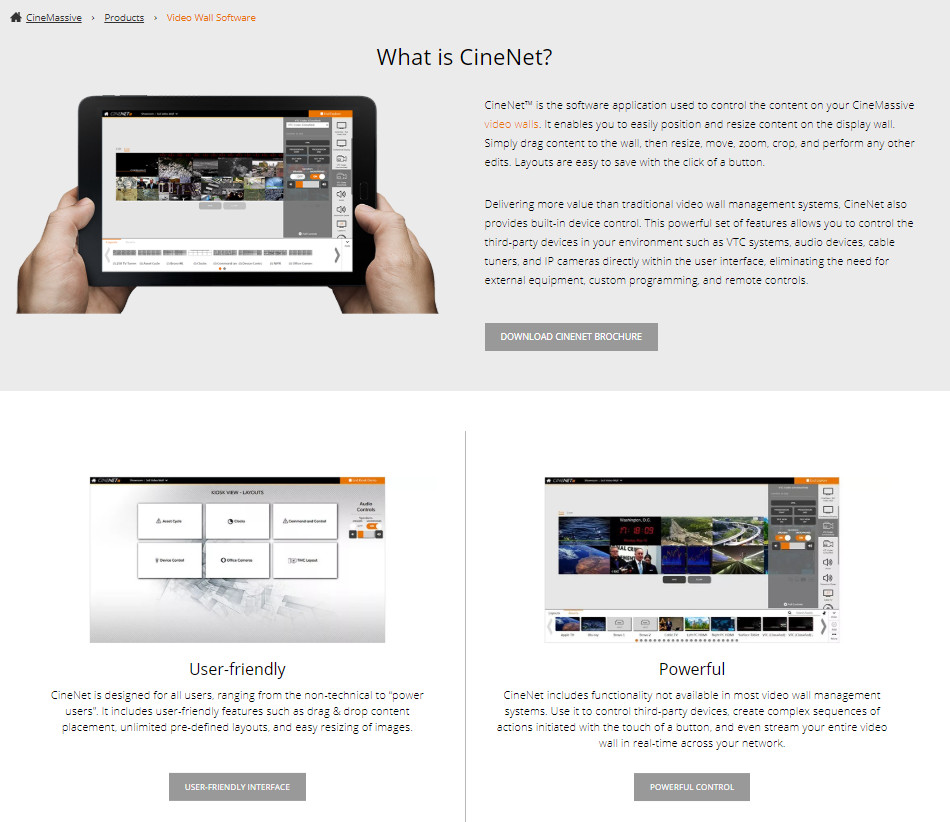 CineMassive › Products › Video Wall Software
What is CineNet?
CineNet™ is the software application used to control the content on your CineMassive
video walls. It enables you to easily position and resize content on the display wall.
Simply drag content to the wall, then resize, move, zoom, crop, and perform any other
edits. Layouts are easy to save with the click of a button.
Delivering more value than traditional video wall management systems, CineNet also
provides built-in device control. This powerful set of features allows you to control the
third-party devices in your environment such as VTC systems, audio devices, cable
tuners, and IP cameras directly within the user interface, eliminating the need for
external equipment, custom programming, and remote controls.
DOWNLOAD CINENET BROCHURE
CINENET
KIOSK VIEW - LAYOUTS
Audio
Controls
Avant Cycle
Clocks
Command and Control
Device Control
Office Cameras
TWC Layout
User-friendly
CineNet is designed for all users, ranging from the non-technical to "power
users". It includes user-friendly features such as drag & drop content
placement, unlimited pre-defined layouts, and easy resizing of images.
USER-FRIENDLY INTERFACE
CINENET
Washington, D.C.
Apple TV
Blu-ray
Cable TV
Powerful
CineNet includes functionality not available in most video wall management
systems. Use it to control third-party devices, create complex sequences of
actions initiated with the touch of a button, and even stream your entire video
wall in real-time across your network.
POWERFUL CONTROL